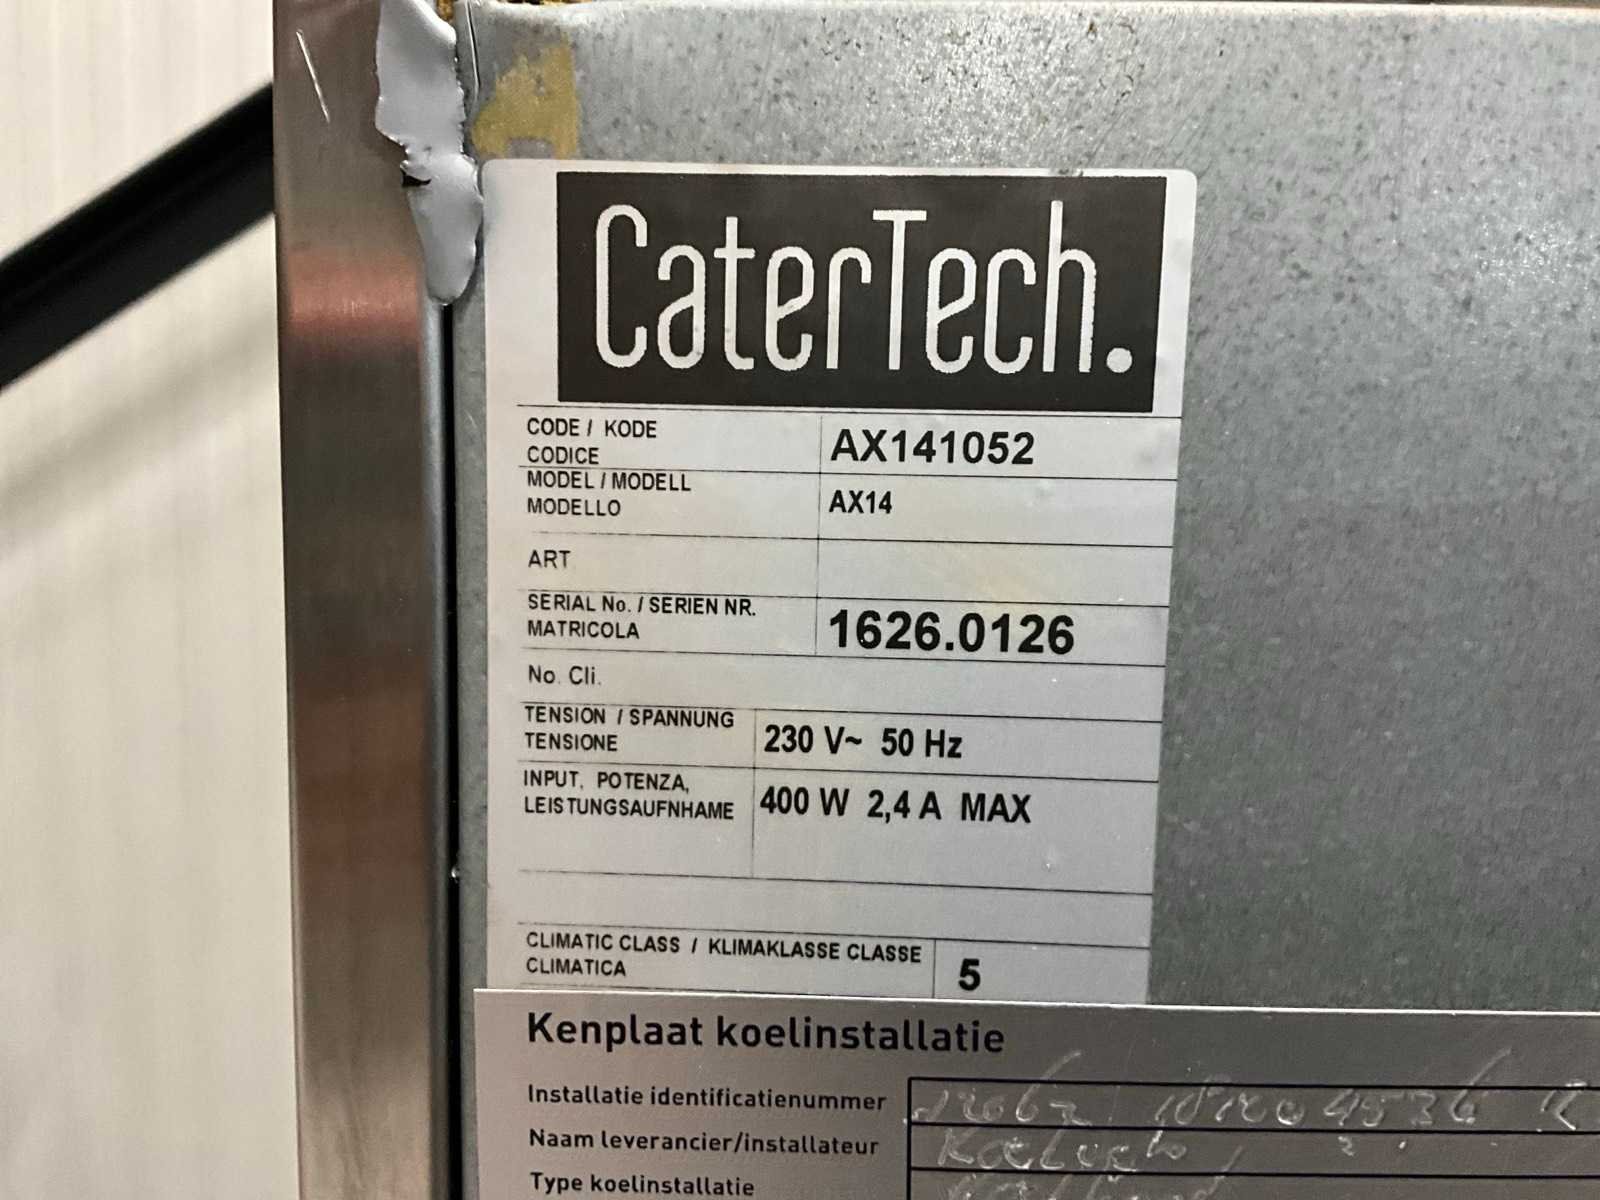 CaterTech.
CODE / KODE
CODICE
AX141052
MODEL / MODELL
MODELLO
AX14
ART
SERIAL No. / SERIEN NR.
MATRICOLA
1626.0126
No. Cli.
TENSION / SPANNUNG
TENSIONE
230 V~ 50 Hz
INPUT, POTENZA,
LEISTUNGSAUFNHAME
400 W 2,4 A MAX
CLIMATIC CLASS / KLIMAKLASSE CLASSE
CLIMATICA
5
Kenplaat koelinstallatie
Installatie identificatienummer
Naam leverancier/installateur
Type koelinstallatie